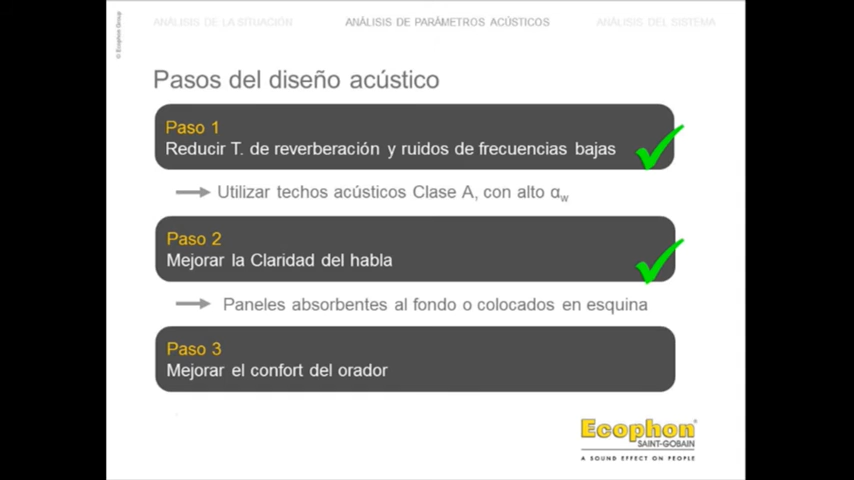 © Ecophon Group
ANÁLISIS DE LA SITUACIÓN
ANÁLISIS DE PARÁMETROS ACÚSTICOS
ANÁLISIS DEL SISTEMA
Pasos del diseño acústico
Paso 1
Reducir T. de reverberación y ruidos de frecuencias bajas
Utilizar techos acústicos Clase A, con alto αw
Paso 2
Mejorar la Claridad del habla
Paneles absorbentes al fondo o colocados en esquina
Paso 3
Mejorar el confort del orador
Ecophon®
SAINT-GOBAIN
A SOUND EFFECT ON PEOPLE